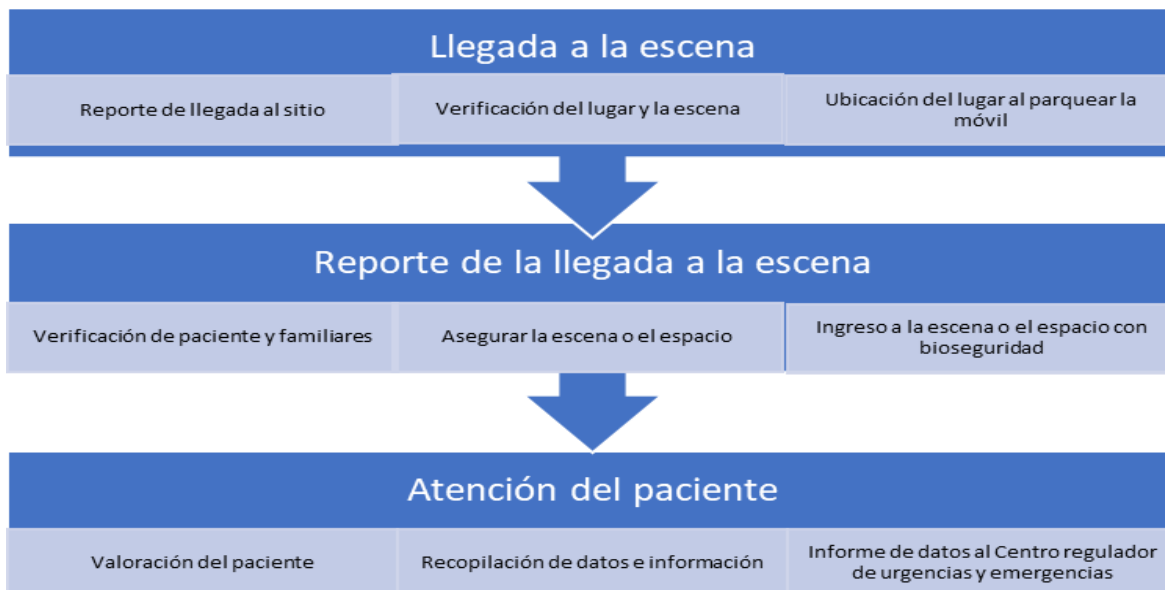 Llegada a la escena
Reporte de llegada al sitio
Verificación del lugar y la escena
Ubicación del lugar al parquear la
móvil
Reporte de la llegada a la escena
Verificación de paciente y familiares
Asegurar la escena o el espacio
Ingreso a la escena o el espacio con
bioseguridad
Atención del paciente
Valoración del paciente
Recopilación de datos e información
Informe de datos al Centro regulador
de urgencias y emergencias